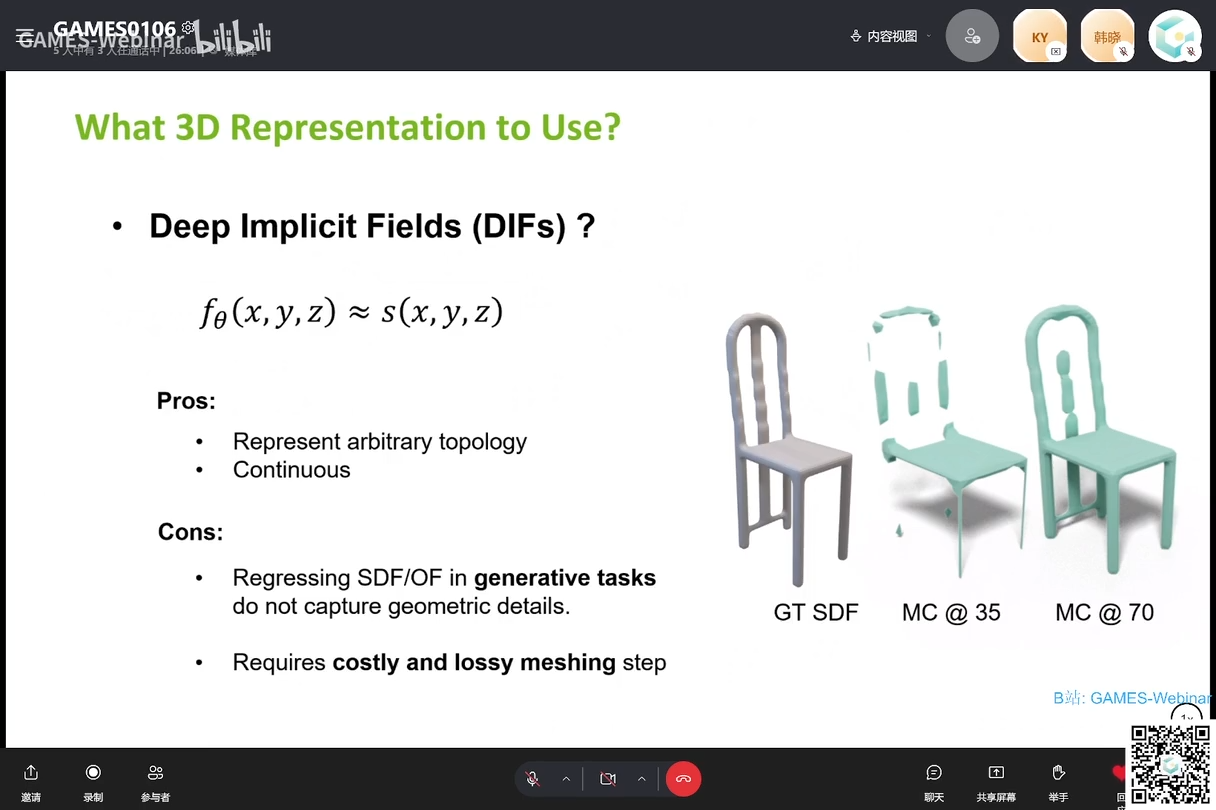 GAMES0106
GAMES-Webinar bilibili
5 人中有 3 人在通话中 | 26:06
内容视图
KY
韩晓
What 3D Representation to Use?
• Deep Implicit Fields (DIFs) ?
f_θ(x, y, z) ≈ s(x, y, z)
Pros:
• Represent arbitrary topology
• Continuous
Cons:
• Regressing SDF/OF in generative tasks
do not capture geometric details.
• Requires costly and lossy meshing step
GT SDF MC @ 35 MC @ 70
B站: GAMES-Webinar
1x
邀请 录制 参与者 聊天 共享屏幕 举手